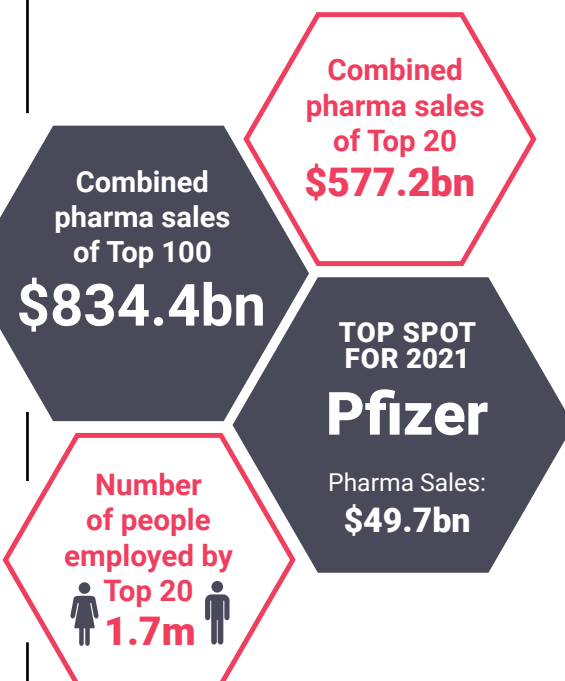 Combined
pharma sales
of Top 20
$577.2bn
Combined
pharma sales
of Top 100
$834.4bn
TOP SPOT
FOR 2021
Pfizer
Pharma Sales:
$49.7bn
Number
of people
employed by
Top 20
1.7m